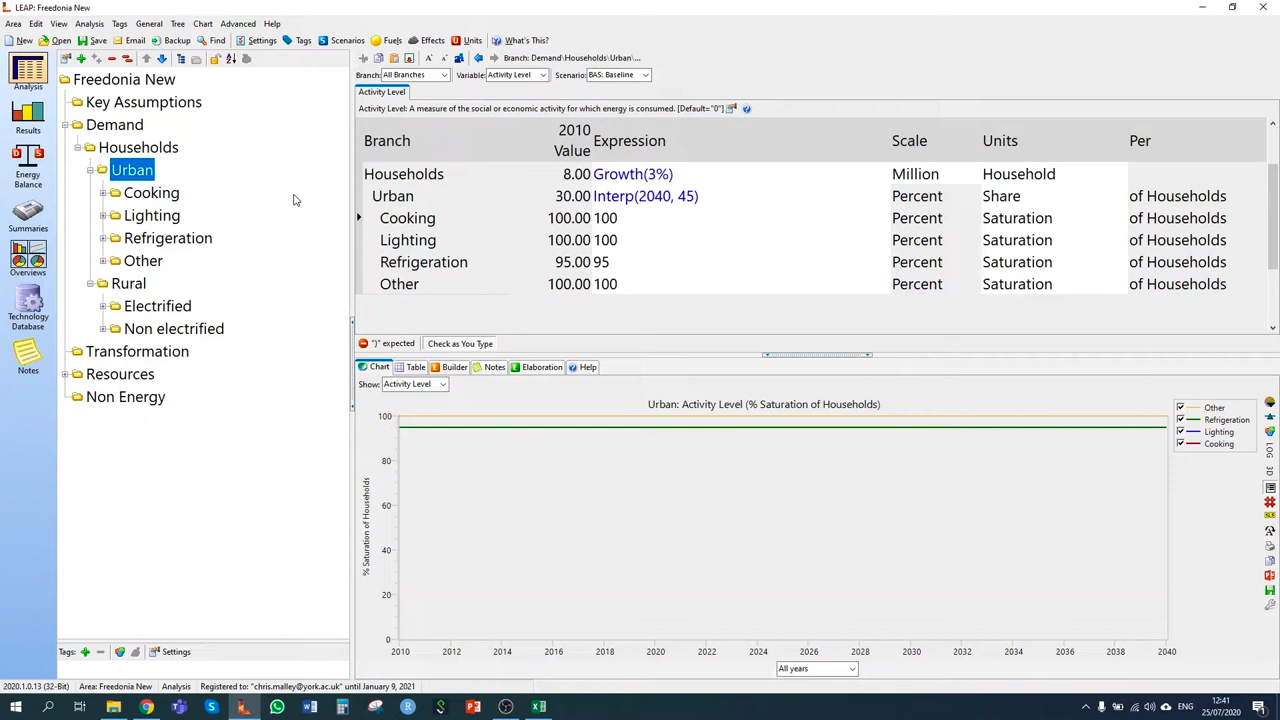 LEAP: Freedonia New
Area Edit View Analysis Tags General Tree Chart Advanced Help
New Open Save Email Backup Find Settings Tags Scenarios Fuels Effects Units What's This?
Branch: Demand\Households\Urban\...
Branch: All Branches Variable: Activity Level Scenario: BAS: Baseline
Activity Level
Activity Level: A measure of the social or economic activity for which energy is consumed. [Default="0"]
Analysis
Results
Energy
Balance
Summaries
Overviews
Technology
Database
Notes
Freedonia New
Key Assumptions
Demand
Households
Urban
Cooking
Lighting
Refrigeration
Other
Rural
Electrified
Non electrified
Transformation
Resources
Non Energy
Tags: Settings
Branch 2010 Value Expression Scale Units Per
Households 8.00 Growth(3%) Million Household
Urban 30.00 Interp(2040, 45) Percent Share of Households
Cooking 100.00 100 Percent Saturation of Households
Lighting 100.00 100 Percent Saturation of Households
Refrigeration 95.00 95 Percent Saturation of Households
Other 100.00 100 Percent Saturation of Households
")" expected Check as You Type
Chart Table Builder Notes Elaboration Help
Show: Activity Level
Urban: Activity Level (% Saturation of Households)
% Saturation of Households
100
80
60
40
20
0
2010 2012 2014 2016 2018 2020 2022 2024 2026 2028 2030 2032 2034 2036 2038 2040
Other
Refrigeration
Lighting
Cooking
LOG
3D
All years
2020.1.0.13 (32-Bit) Area: Freedonia New Analysis Registered to: "chris.malley@york.ac.uk" until January 9, 2021
12:41
25/07/2020